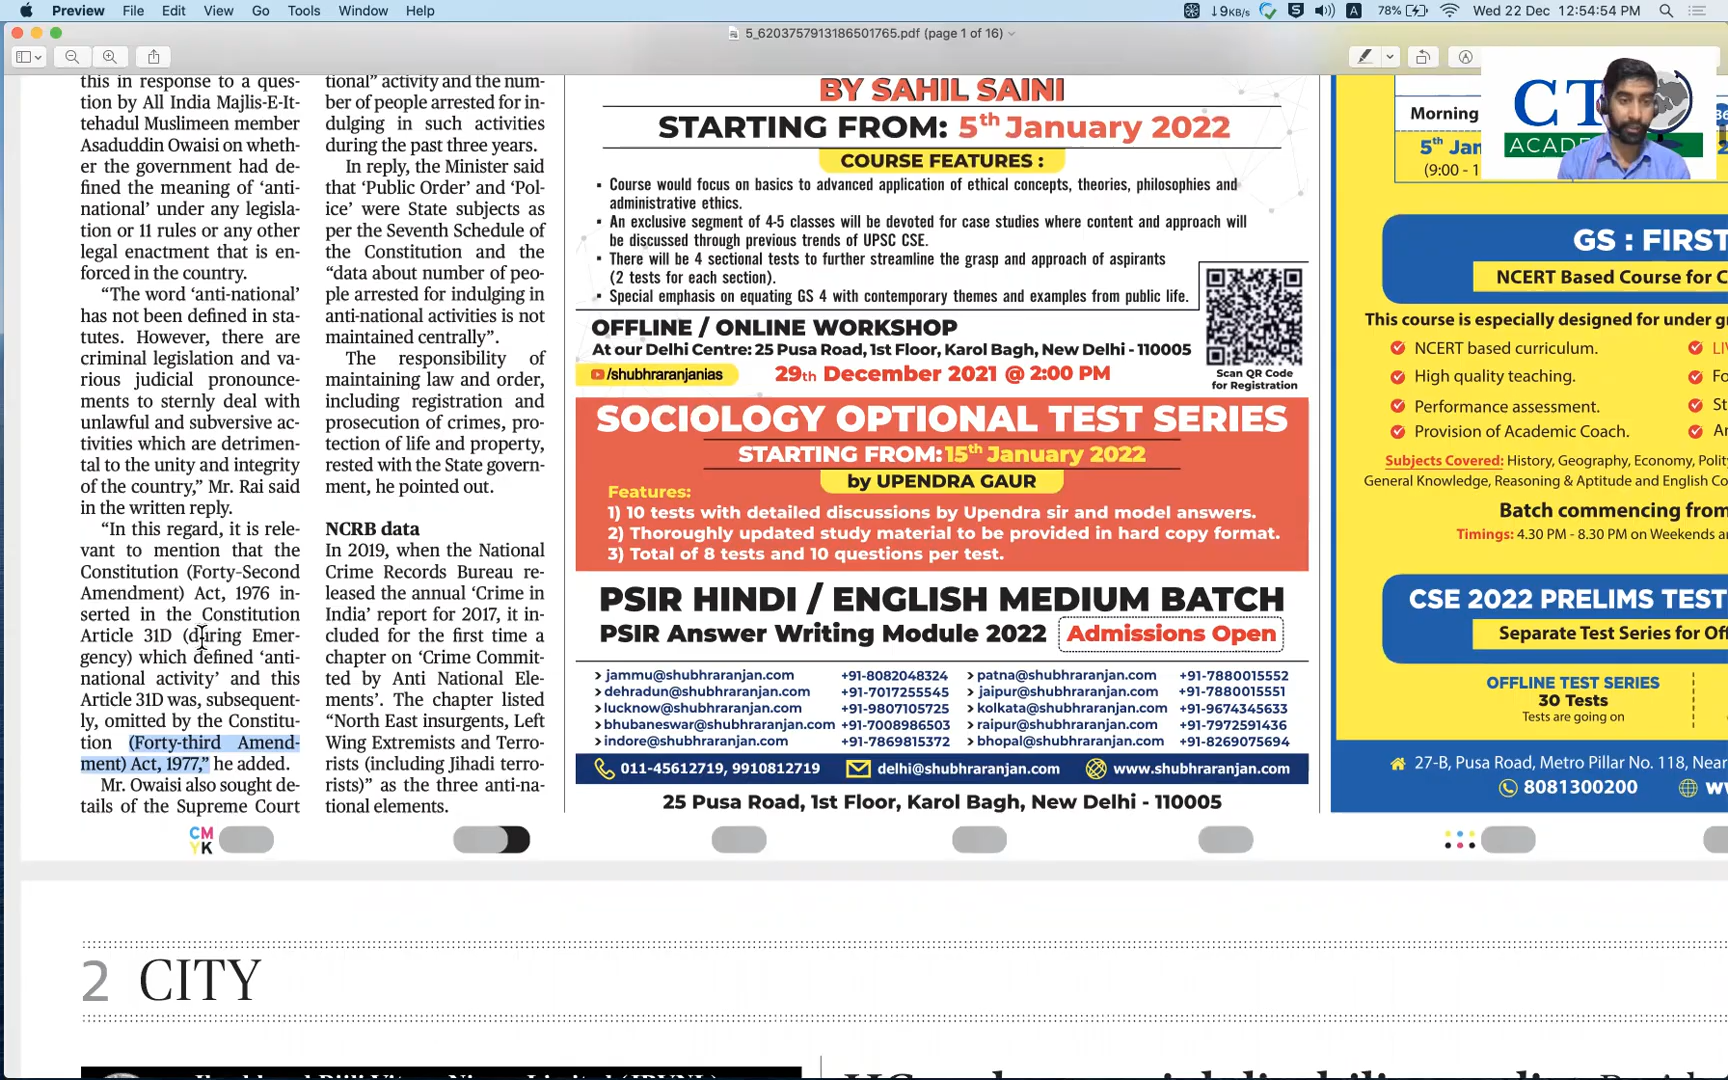 Preview File Edit View Go Tools Window Help
9 KB/s
78%
Wed 22 Dec 12:54:54 PM
5_6203757913186501765.pdf (page 1 of 16)
this in response to a ques-
tion by All India Majlis-E-It-
tehadul Muslimeen member
Asaduddin Owaisi on wheth-
er the government had de-
fined the meaning of ‘anti-
national’ under any legisla-
tion or 11 rules or any other
legal enactment that is en-
forced in the country.
“The word ‘anti-national’
has not been defined in sta-
tutes. However, there are
criminal legislation and va-
rious judicial pronounce-
ments to sternly deal with
unlawful and subversive ac-
tivities which are detrimen-
tal to the unity and integrity
of the country,” Mr. Rai said
in the written reply.
“In this regard, it is rele-
vant to mention that the
Constitution (Forty-Second
Amendment) Act, 1976 in-
serted in the Constitution
Article 31D (during Emer-
gency) which defined ‘anti-
national activity’ and this
Article 31D was, subsequent-
ly, omitted by the Constitu-
tion (Forty-third Amend-
ment) Act, 1977,” he added.
Mr. Owaisi also sought de-
tails of the Supreme Court
tional” activity and the num-
ber of people arrested for in-
dulging in such activities
during the past three years.
In reply, the Minister said
that ‘Public Order’ and ‘Pol-
ice’ were State subjects as
per the Seventh Schedule of
the Constitution and the
“data about number of peo-
ple arrested for indulging in
anti-national activities is not
maintained centrally”.
The responsibility of
maintaining law and order,
including registration and
prosecution of crimes, pro-
tection of life and property,
rested with the State govern-
ment, he pointed out.
NCRB data
In 2019, when the National
Crime Records Bureau re-
leased the annual ‘Crime in
India’ report for 2017, it in-
cluded for the first time a
chapter on ‘Crime Commit-
ted by Anti National Ele-
ments’. The chapter listed
“North East insurgents, Left
Wing Extremists and Terro-
rists (including Jihadi terro-
rists)” as the three anti-na-
tional elements.
BY SAHIL SAINI
STARTING FROM: 5th January 2022
COURSE FEATURES :
Course would focus on basics to advanced application of ethical concepts, theories, philosophies and
administrative ethics.
An exclusive segment of 4-5 classes will be devoted for case studies where content and approach will
be discussed through previous trends of UPSC CSE.
There will be 4 sectional tests to further streamline the grasp and approach of aspirants
(2 tests for each section).
Special emphasis on equating GS 4 with contemporary themes and examples from public life.
OFFLINE / ONLINE WORKSHOP
At our Delhi Centre: 25 Pusa Road, 1st Floor, Karol Bagh, New Delhi - 110005
/shubhraranjanias
29th December 2021 @ 2:00 PM
Scan QR Code
for Registration
SOCIOLOGY OPTIONAL TEST SERIES
STARTING FROM: 15th January 2022
by UPENDRA GAUR
Features:
1) 10 tests with detailed discussions by Upendra sir and model answers.
2) Thoroughly updated study material to be provided in hard copy format.
3) Total of 8 tests and 10 questions per test.
PSIR HINDI / ENGLISH MEDIUM BATCH
PSIR Answer Writing Module 2022 Admissions Open
jammu@shubhraranjan.com +91-8082048324
dehradun@shubhraranjan.com +91-7017255545
lucknow@shubhraranjan.com +91-9807105725
bhubaneswar@shubhraranjan.com +91-7008986503
indore@shubhraranjan.com +91-7869815372
patna@shubhraranjan.com +91-7880015552
jaipur@shubhraranjan.com +91-7880015551
kolkata@shubhraranjan.com +91-9674345633
raipur@shubhraranjan.com +91-7972591436
bhopal@shubhraranjan.com +91-8269075694
011-45612719, 9910812719 delhi@shubhraranjan.com www.shubhraranjan.com
25 Pusa Road, 1st Floor, Karol Bagh, New Delhi - 110005
Morning
5th Jan
(9:00 - 1
GS : FIRST
NCERT Based Course for C
This course is especially designed for under gr
NCERT based curriculum.
High quality teaching.
Performance assessment.
Provision of Academic Coach.
Subjects Covered: History, Geography, Economy, Polit
General Knowledge, Reasoning & Aptitude and English Co
Batch commencing from
Timings: 4.30 PM - 8.30 PM on Weekends a
CSE 2022 PRELIMS TEST
Separate Test Series for Of
OFFLINE TEST SERIES
30 Tests
Tests are going on
27-B, Pusa Road, Metro Pillar No. 118, Near
8081300200
CMYK
2 CITY